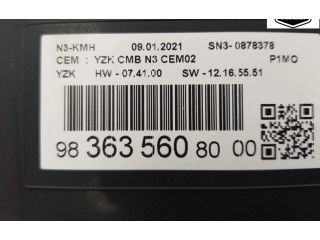 N3-KMH 09.01.2021 SN3- 0878378
CEM : YZK CMB N3 CEM02 P1MO
YZK HW - 07.41.00 SW - 12.16.55.51
98 363 560 80 00